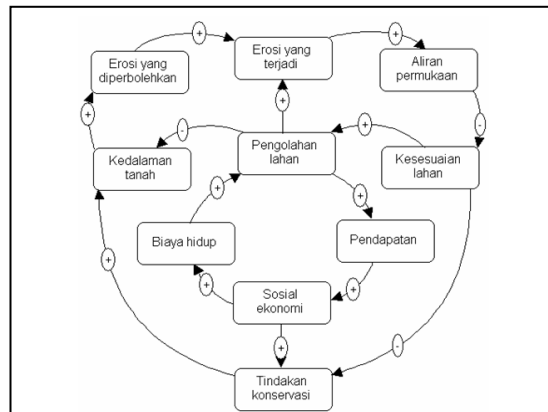 Erosi yang
diperbolehkan
+
Erosi yang
terjadi
+
Aliran
permukaan
+
+
-
Kedalaman
tanah
-
Pengolahan
lahan
+
Kesesuaian
lahan
+
+
Biaya hidup
Pendapatan
+
+
Sosial
ekonomi
+
+
-
Tindakan
konservasi